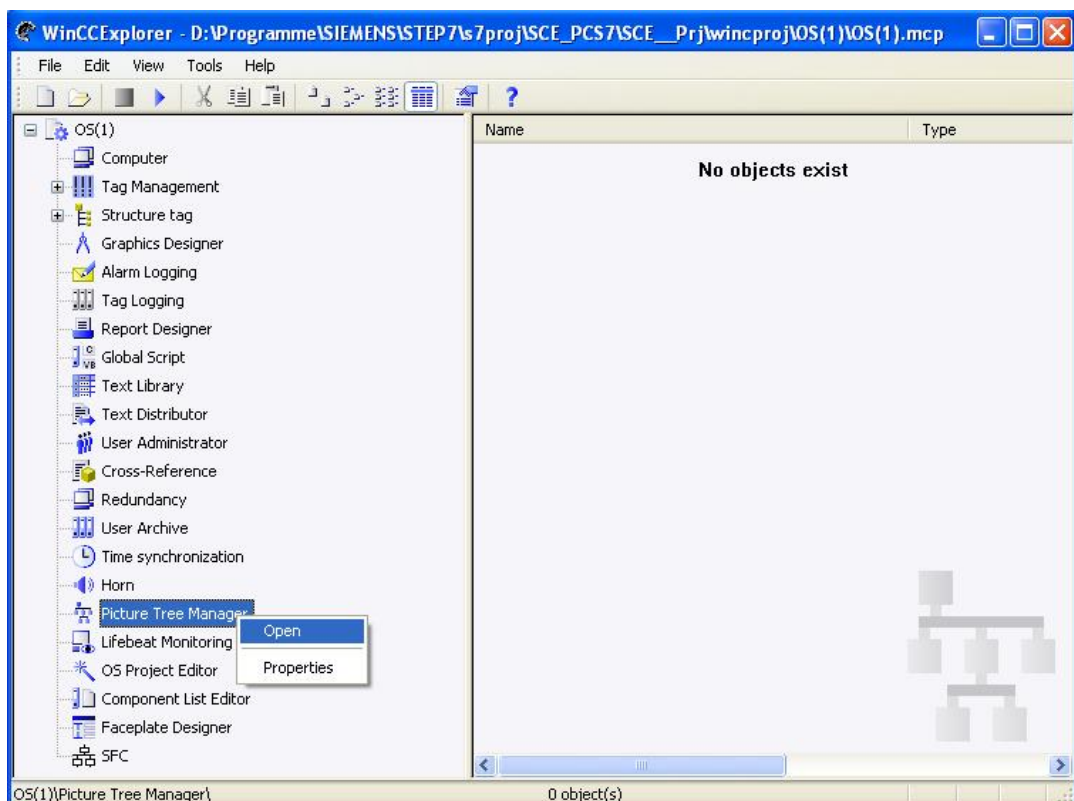 WinCCExplorer - D:\Programme\SIEMENS\STEP7\s7proj\SCE_PCS7\SCE__Prj\wincproj\OS(1)\OS(1).mcp
File Edit View Tools Help
OS(1)
Name Type
Computer
No objects exist
Tag Management
Structure tag
Graphics Designer
Alarm Logging
Tag Logging
Report Designer
Global Script
Text Library
Text Distributor
User Administrator
Cross-Reference
Redundancy
User Archive
Time synchronization
Horn
Picture Tree Manager
Open
Lifebeat Monitoring
Properties
OS Project Editor
Component List Editor
Faceplate Designer
SFC
OS(1)\Picture Tree Manager\ 0 object(s)